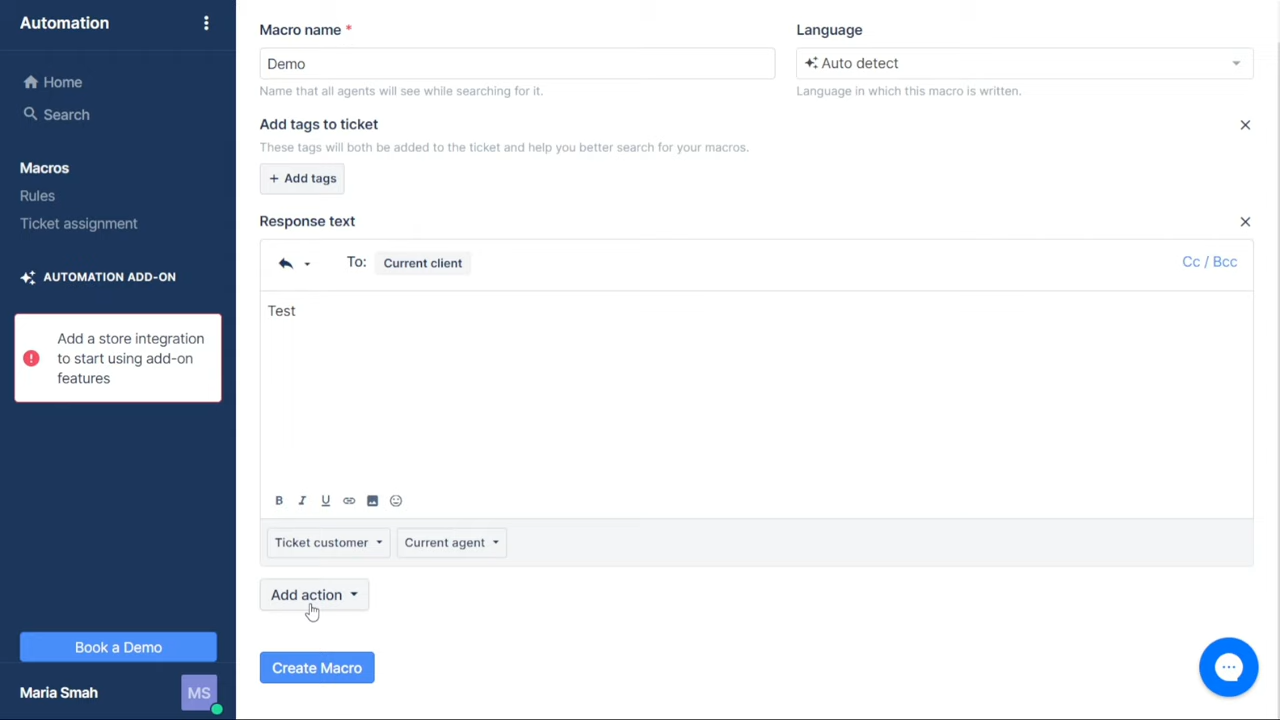 Automation
Home
Search
Macros
Rules
Ticket assignment
AUTOMATION ADD-ON
Add a store integration
to start using add-on
features
Book a Demo
Maria Smah
MS
Macro name *
Demo
Name that all agents will see while searching for it.
Language
Auto detect
Language in which this macro is written.
Add tags to ticket
These tags will both be added to the ticket and help you better search for your macros.
+ Add tags
Response text
To: Current client
Cc / Bcc
Test
B I U
Ticket customer
Current agent
Add action
Create Macro